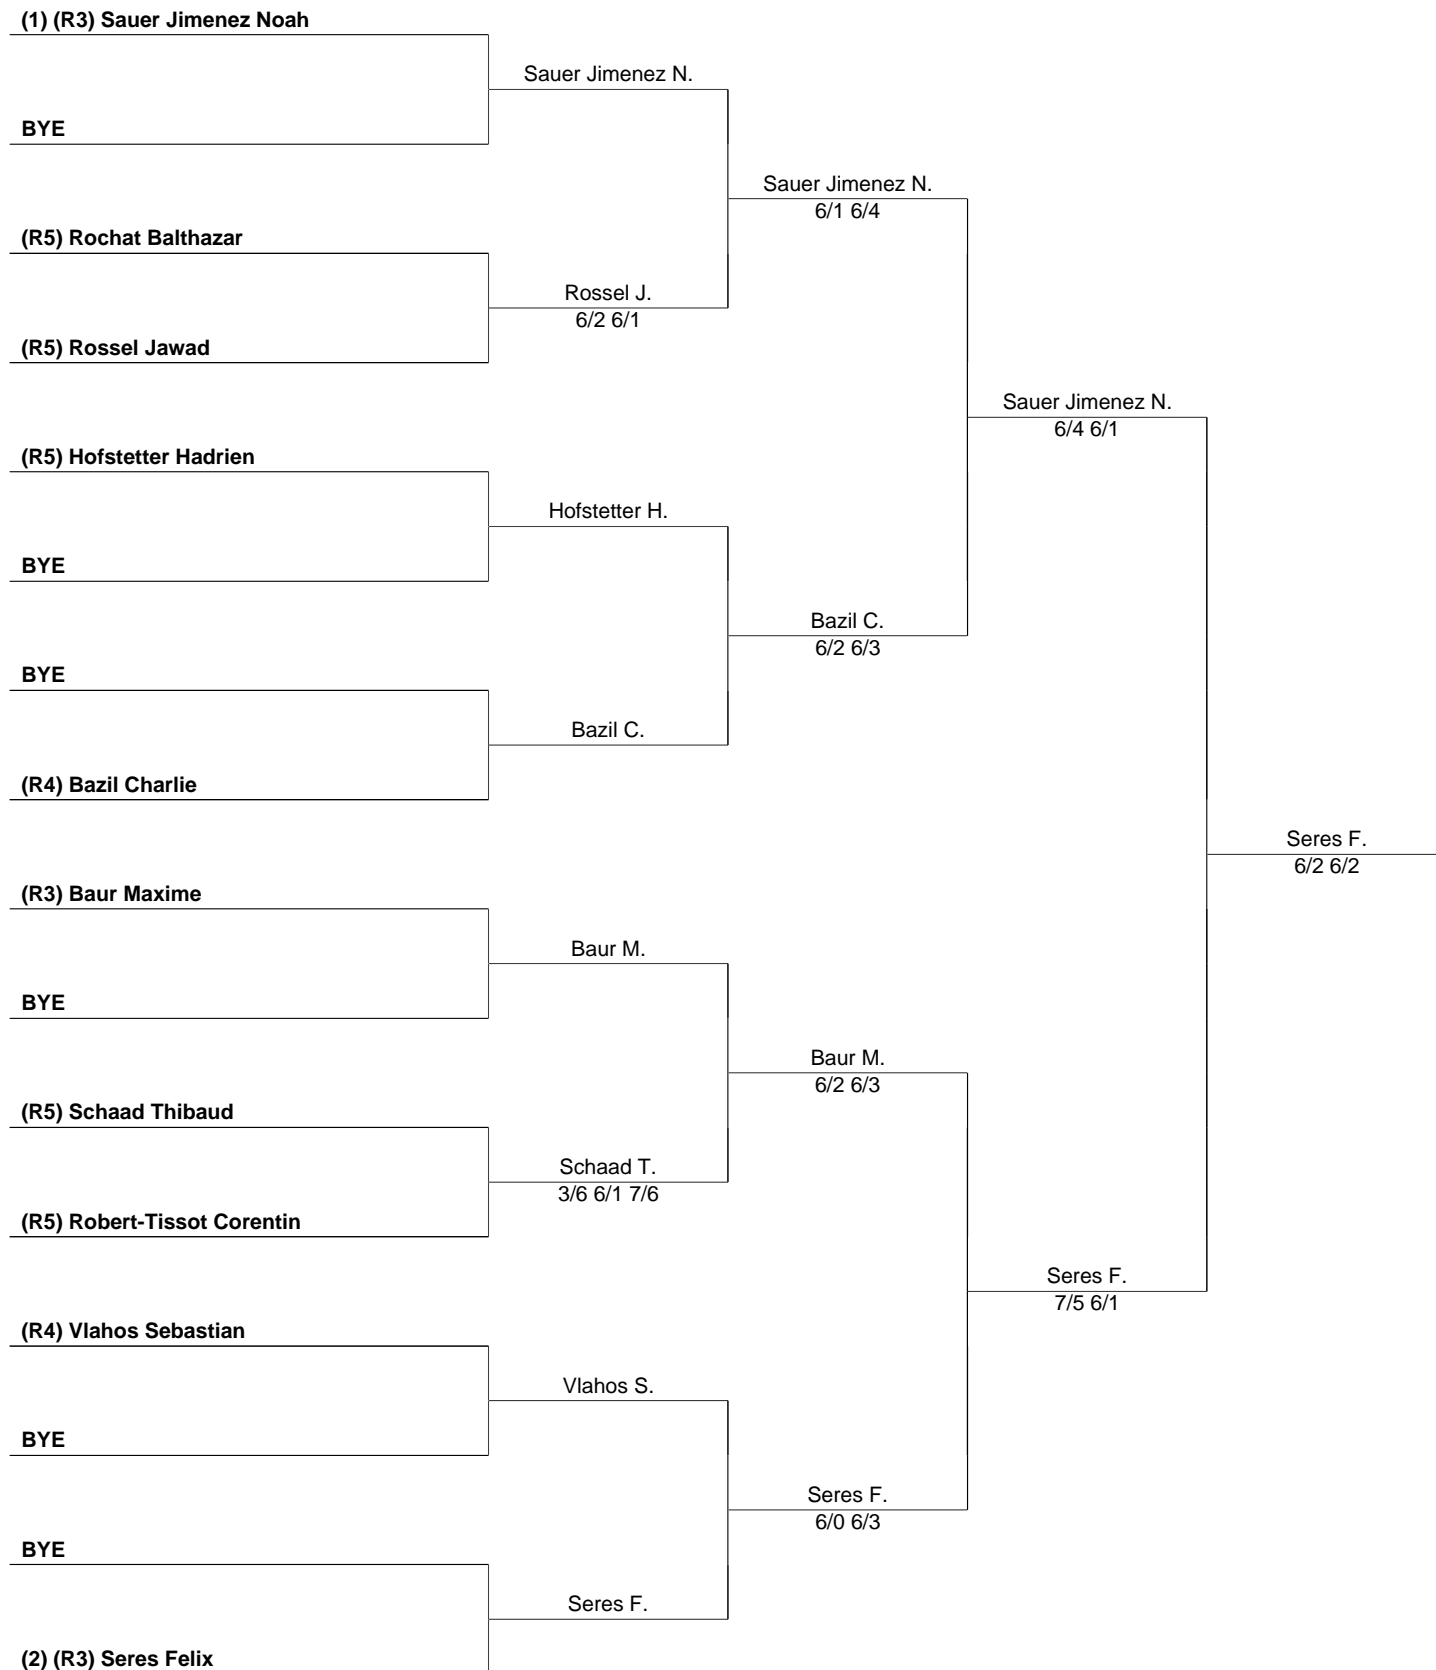 (1) (R3) Sauer Jimenez Noah
Sauer Jimenez N.
BYE
Sauer Jimenez N.
6/1 6/4
(R5) Rochat Balthazar
Rossel J.
6/2 6/1
(R5) Rossel Jawad
Sauer Jimenez N.
6/4 6/1
(R5) Hofstetter Hadrien
Hofstetter H.
BYE
Bazil C.
6/2 6/3
BYE
Bazil C.
(R4) Bazil Charlie
Seres F.
6/2 6/2
(R3) Baur Maxime
Baur M.
BYE
Baur M.
6/2 6/3
(R5) Schaad Thibaud
Schaad T.
3/6 6/1 7/6
(R5) Robert-Tissot Corentin
Seres F.
7/5 6/1
(R4) Vlahos Sebastian
Vlahos S.
BYE
Seres F.
6/0 6/3
BYE
Seres F.
(2) (R3) Seres Felix